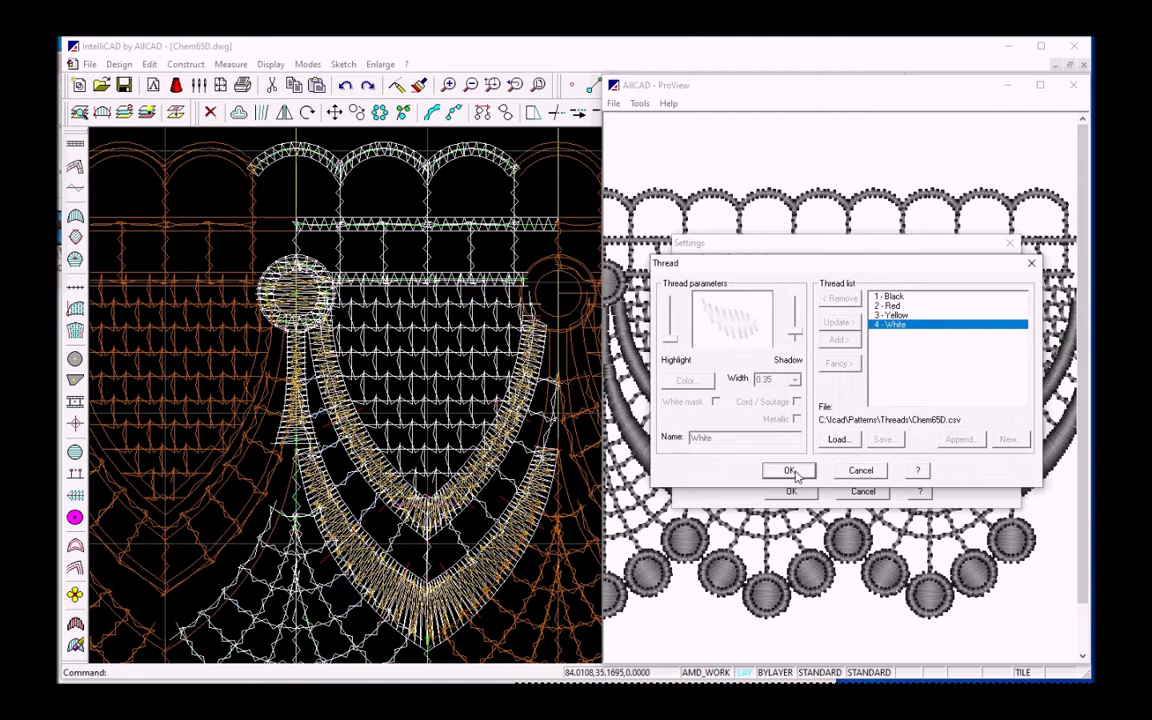 IntelliCAD by AllCAD - [Chem65D.dwg]
File Design Edit Construct Measure Display Modes Sketch Enlarge ?
AllCAD - ProView
File Tools Help
Settings
Thread
Thread parameters
Highlight Shadow
Color... Width 0.35
White mask Cord / Soutage
Metallic
Name: White
< Remove
Update >
Add >
Fancy >
Thread list
1 - Black
2 - Red
3 - Yellow
4 - White
File:
C:\Icad\Patterns\Threads\Chem65D.csv
Load... Save... Append... New...
OK Cancel ?
OK Cancel ?
Command: 84.0108,35.1695,0.0000 AMD_WORK LAY BYLAYER STANDARD STANDARD TILE